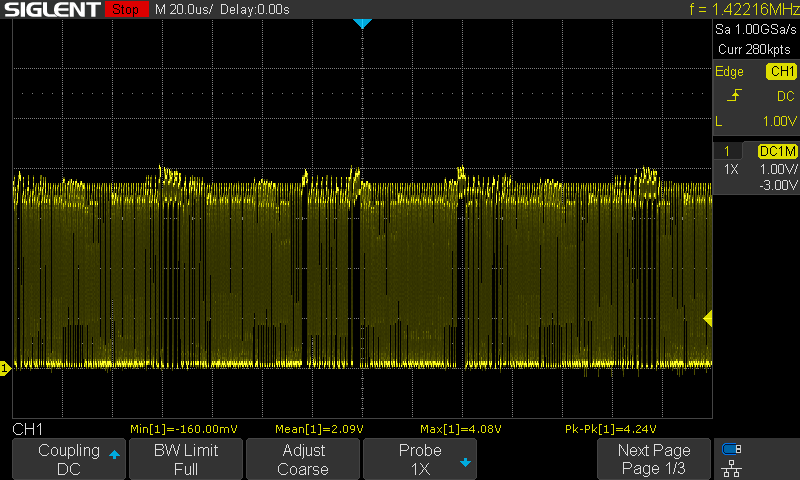 SIGLENT Stop M 20.0us/ Delay:0.00s f = 1.42216MHz
Sa 1.00GSa/s
Curr 280kpts
Edge CH1
DC
L 1.00V
1 DC1M
1X 1.00V/
-3.00V
1
CH1 Min[1]=-160.00mV Mean[1]=2.09V Max[1]=4.08V Pk-Pk[1]=4.24V
Coupling BW Limit Adjust Probe Next Page
DC Full Coarse 1X Page 1/3